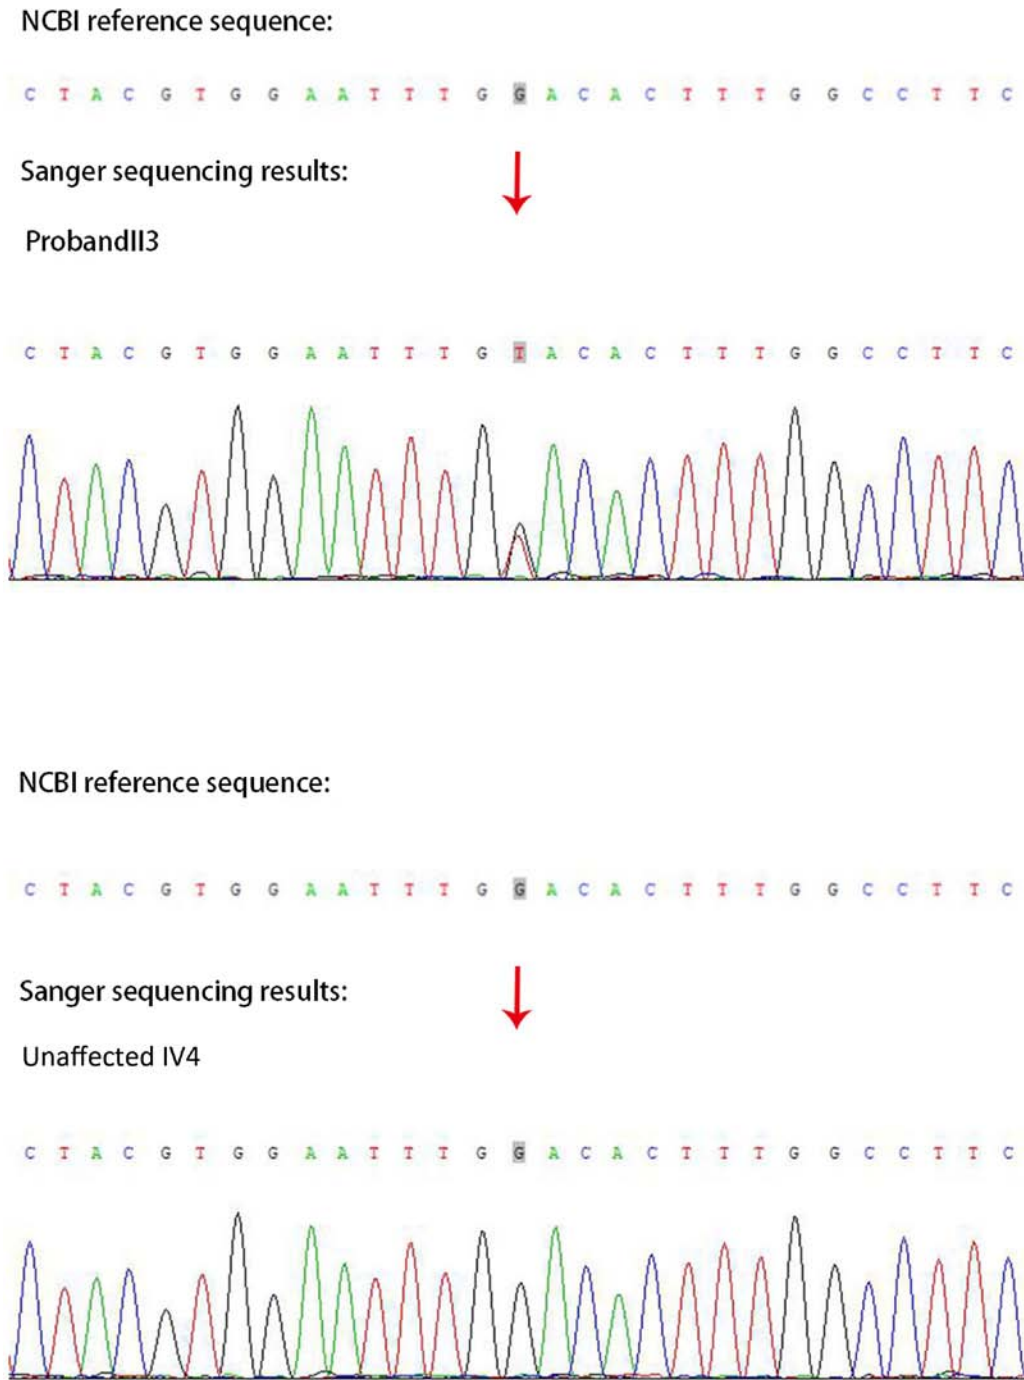 NCBI reference sequence:
C T A C G T G G A A T T T G G A C A C T T T G G C C T T C
Sanger sequencing results:
ProbandII3
C T A C G T G G A A T T T G T A C A C T T T G G C C T T C
NCBI reference sequence:
C T A C G T G G A A T T T G G A C A C T T T G G C C T T C
Sanger sequencing results:
Unaffected IV4
C T A C G T G G A A T T T G G A C A C T T T G G C C T T C